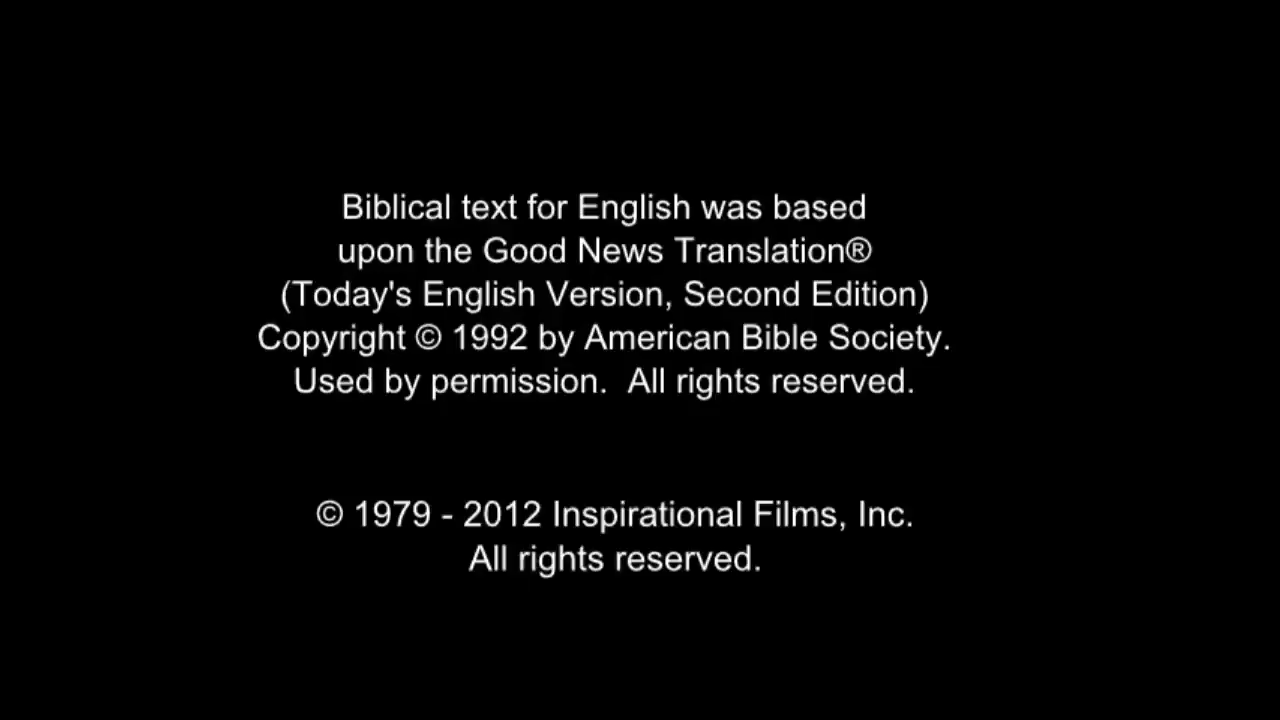 Biblical text for English was based
upon the Good News Translation®
(Today's English Version, Second Edition)
Copyright © 1992 by American Bible Society.
Used by permission.  All rights reserved.
© 1979 - 2012 Inspirational Films, Inc.
All rights reserved.